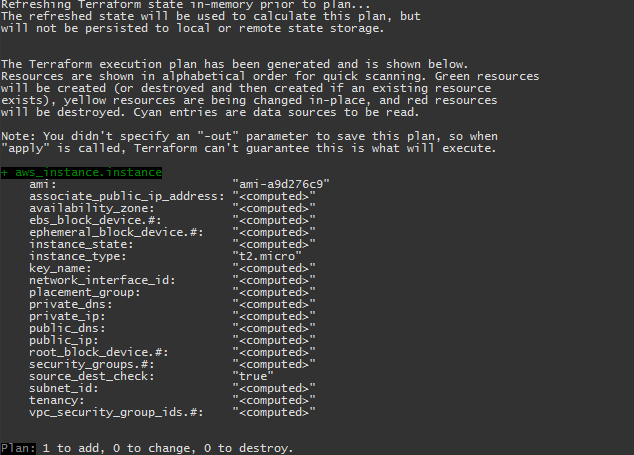 Refreshing Terraform state in-memory prior to plan...
The refreshed state will be used to calculate this plan, but
will not be persisted to local or remote state storage.
The Terraform execution plan has been generated and is shown below.
Resources are shown in alphabetical order for quick scanning. Green resources
will be created (or destroyed and then created if an existing resource
exists), yellow resources are being changed in-place, and red resources
will be destroyed. Cyan entries are data sources to be read.
Note: You didn't specify an "-out" parameter to save this plan, so when
"apply" is called, Terraform can't guarantee this is what will execute.
+ aws_instance.instance
ami: "ami-a9d276c9"
associate_public_ip_address: "<computed>"
availability_zone: "<computed>"
ebs_block_device.#: "<computed>"
ephemeral_block_device.#: "<computed>"
instance_state: "<computed>"
instance_type: "t2.micro"
key_name: "<computed>"
network_interface_id: "<computed>"
placement_group: "<computed>"
private_dns: "<computed>"
private_ip: "<computed>"
public_dns: "<computed>"
public_ip: "<computed>"
root_block_device.#: "<computed>"
security_groups.#: "<computed>"
source_dest_check: "true"
subnet_id: "<computed>"
tenancy: "<computed>"
vpc_security_group_ids.#: "<computed>"
Plan: 1 to add, 0 to change, 0 to destroy.